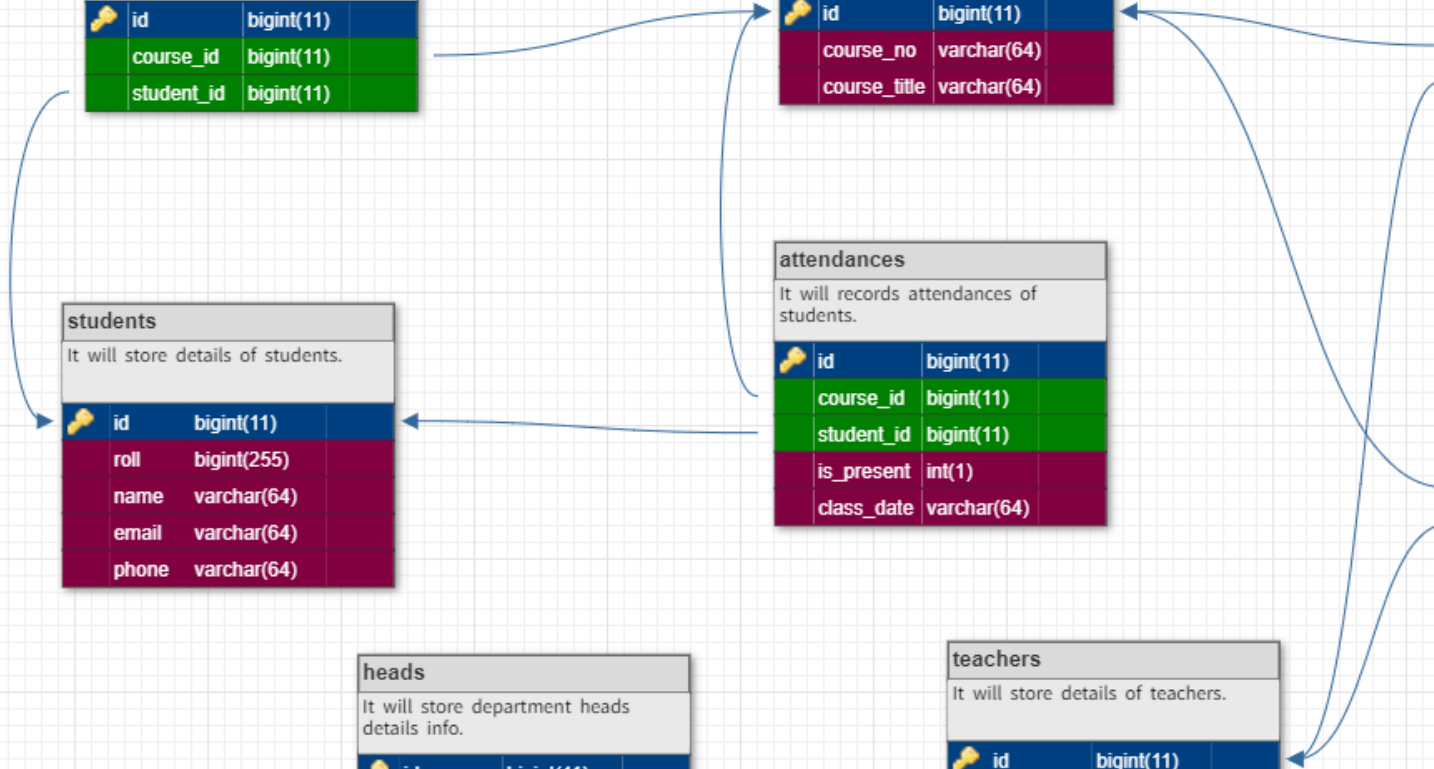 id bigint(11)
course_id bigint(11)
student_id bigint(11)
id bigint(11)
course_no varchar(64)
course_title varchar(64)
attendances
It will records attendances of
students.
id bigint(11)
course_id bigint(11)
student_id bigint(11)
is_present int(1)
class_date varchar(64)
students
It will store details of students.
id bigint(11)
roll bigint(255)
name varchar(64)
email varchar(64)
phone varchar(64)
heads
It will store department heads
details info.
teachers
It will store details of teachers.
id bigint(11)